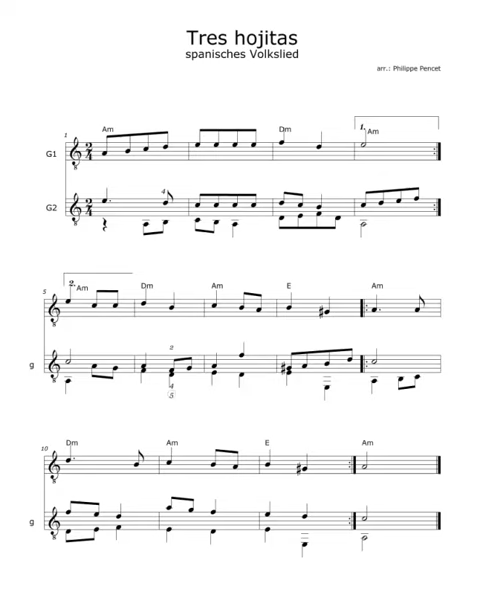 Tres hojitas
spanisches Volkslied
arr.: Philippe Pencet
1.
1 Am Dm Am
G1
4
G2
2.
5 Am Dm Am E Am
2
g
4
5
10 Dm Am E Am
g